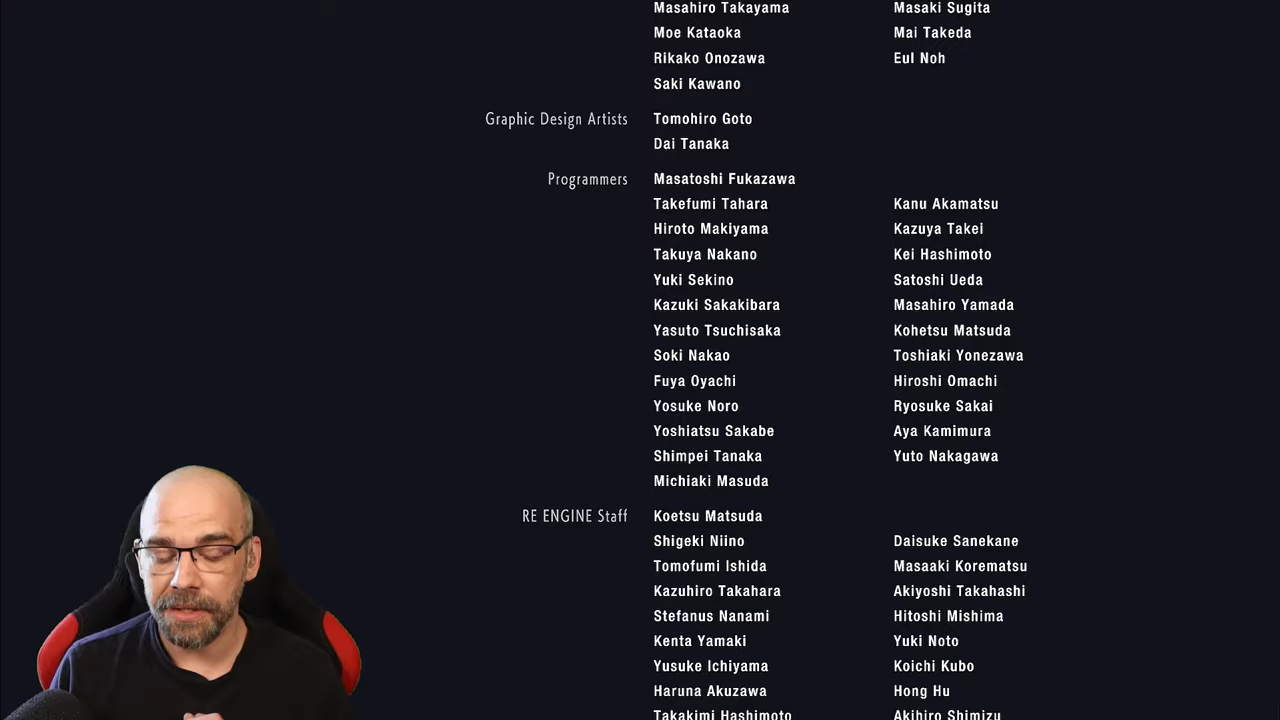 Masahiro Takayama Masaki Sugita
Moe Kataoka Mai Takeda
Rikako Onozawa Eul Noh
Saki Kawano
Graphic Design Artists Tomohiro Goto
Dai Tanaka
Programmers Masatoshi Fukazawa
Takefumi Tahara Kanu Akamatsu
Hiroto Makiyama Kazuya Takei
Takuya Nakano Kei Hashimoto
Yuki Sekino Satoshi Ueda
Kazuki Sakakibara Masahiro Yamada
Yasuto Tsuchisaka Kohetsu Matsuda
Soki Nakao Toshiaki Yonezawa
Fuya Oyachi Hiroshi Omachi
Yosuke Noro Ryosuke Sakai
Yoshiatsu Sakabe Aya Kamimura
Shimpei Tanaka Yuto Nakagawa
Michiaki Masuda
RE ENGINE Staff Koetsu Matsuda
Shigeki Niino Daisuke Sanekane
Tomofumi Ishida Masaaki Korematsu
Kazuhiro Takahara Akiyoshi Takahashi
Stefanus Nanami Hitoshi Mishima
Kenta Yamaki Yuki Noto
Yusuke Ichiyama Koichi Kubo
Haruna Akuzawa Hong Hu
Takakimi Hashimoto Akihiro Shimizu